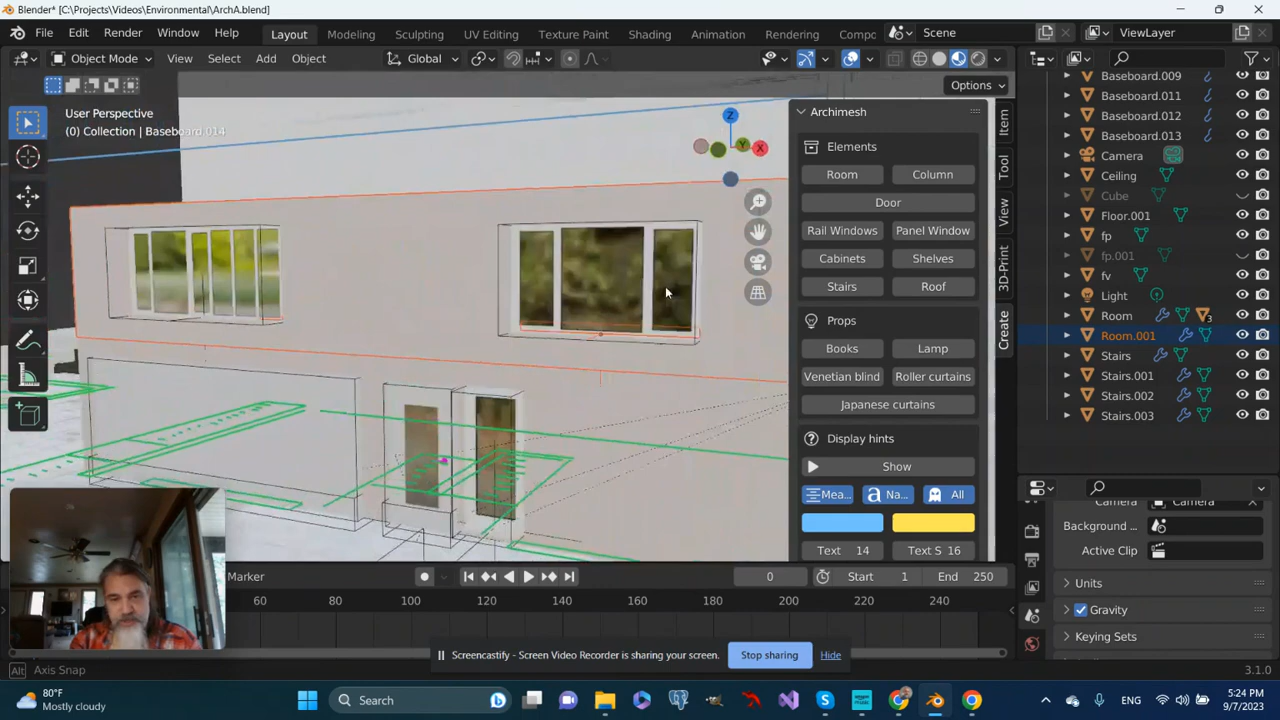 Blender* [C:\Projects\Videos\Environmental\ArchA.blend]
File Edit Render Window Help Layout Modeling Sculpting UV Editing Texture Paint Shading Animation Rendering Compo Scene ViewLayer
Object Mode View Select Add Object Global
Options
User Perspective
(0) Collection | Baseboard.014
Z
Y
X
Archimesh
Elements
Room Column
Door
Rail Windows Panel Window
Cabinets Shelves
Stairs Roof
Props
Books Lamp
Venetian blind Roller curtains
Japanese curtains
Display hints
Show
Mea... Na... All
Text 14 Text S 16
Item
Tool
View
3D-Print
Create
Baseboard.009
Baseboard.011
Baseboard.012
Baseboard.013
Camera
Ceiling
Cube
Floor.001
fp
fp.001
fv
Light
Room 3
Room.001
Stairs
Stairs.001
Stairs.002
Stairs.003
Camera Camera
Background ...
Active Clip
Units
Gravity
Keying Sets
Marker 0 Start 1 End 250
60 80 100 120 140 160 180 200 220 240
Screencastify - Screen Video Recorder is sharing your screen. Stop sharing Hide
Alt Axis Snap 3.1.0
80°F
Mostly cloudy
Search
ENG
5:24 PM
9/7/2023